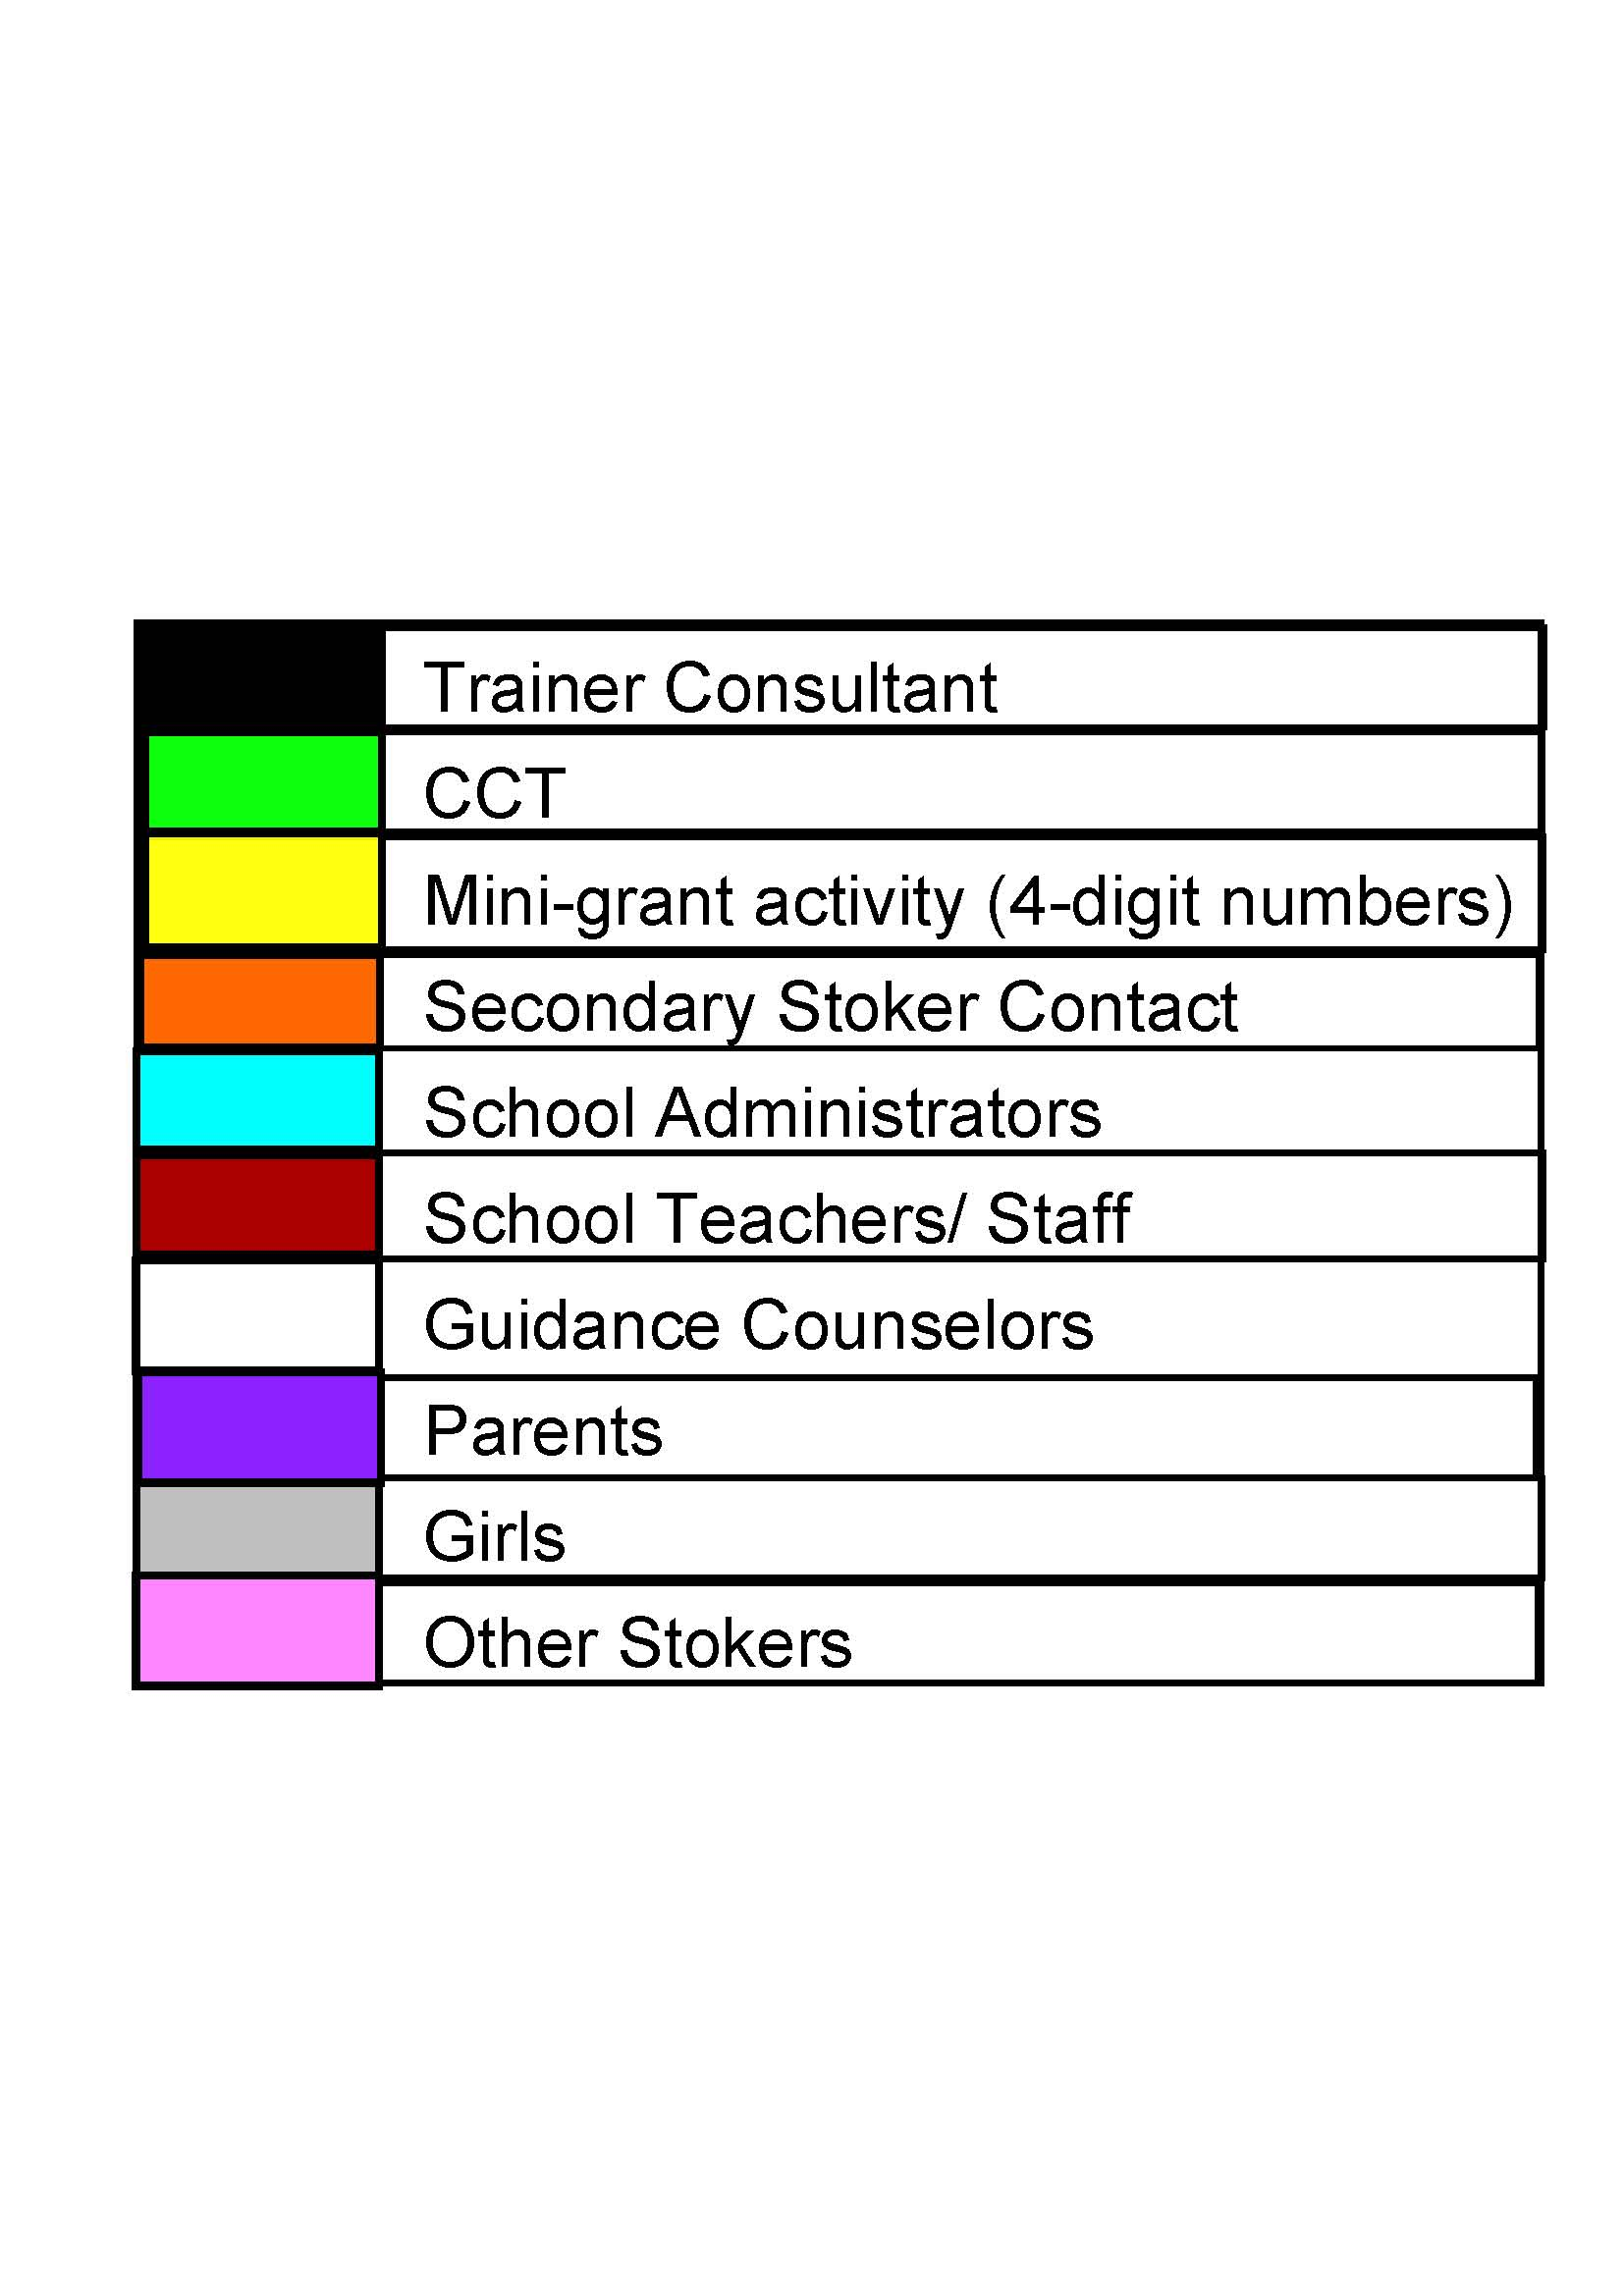 Trainer Consultant
CCT
Mini-grant activity (4-digit numbers)
Secondary Stoker Contact
School Administrators
School Teachers/ Staff
Guidance Counselors
Parents
Girls
Other Stokers